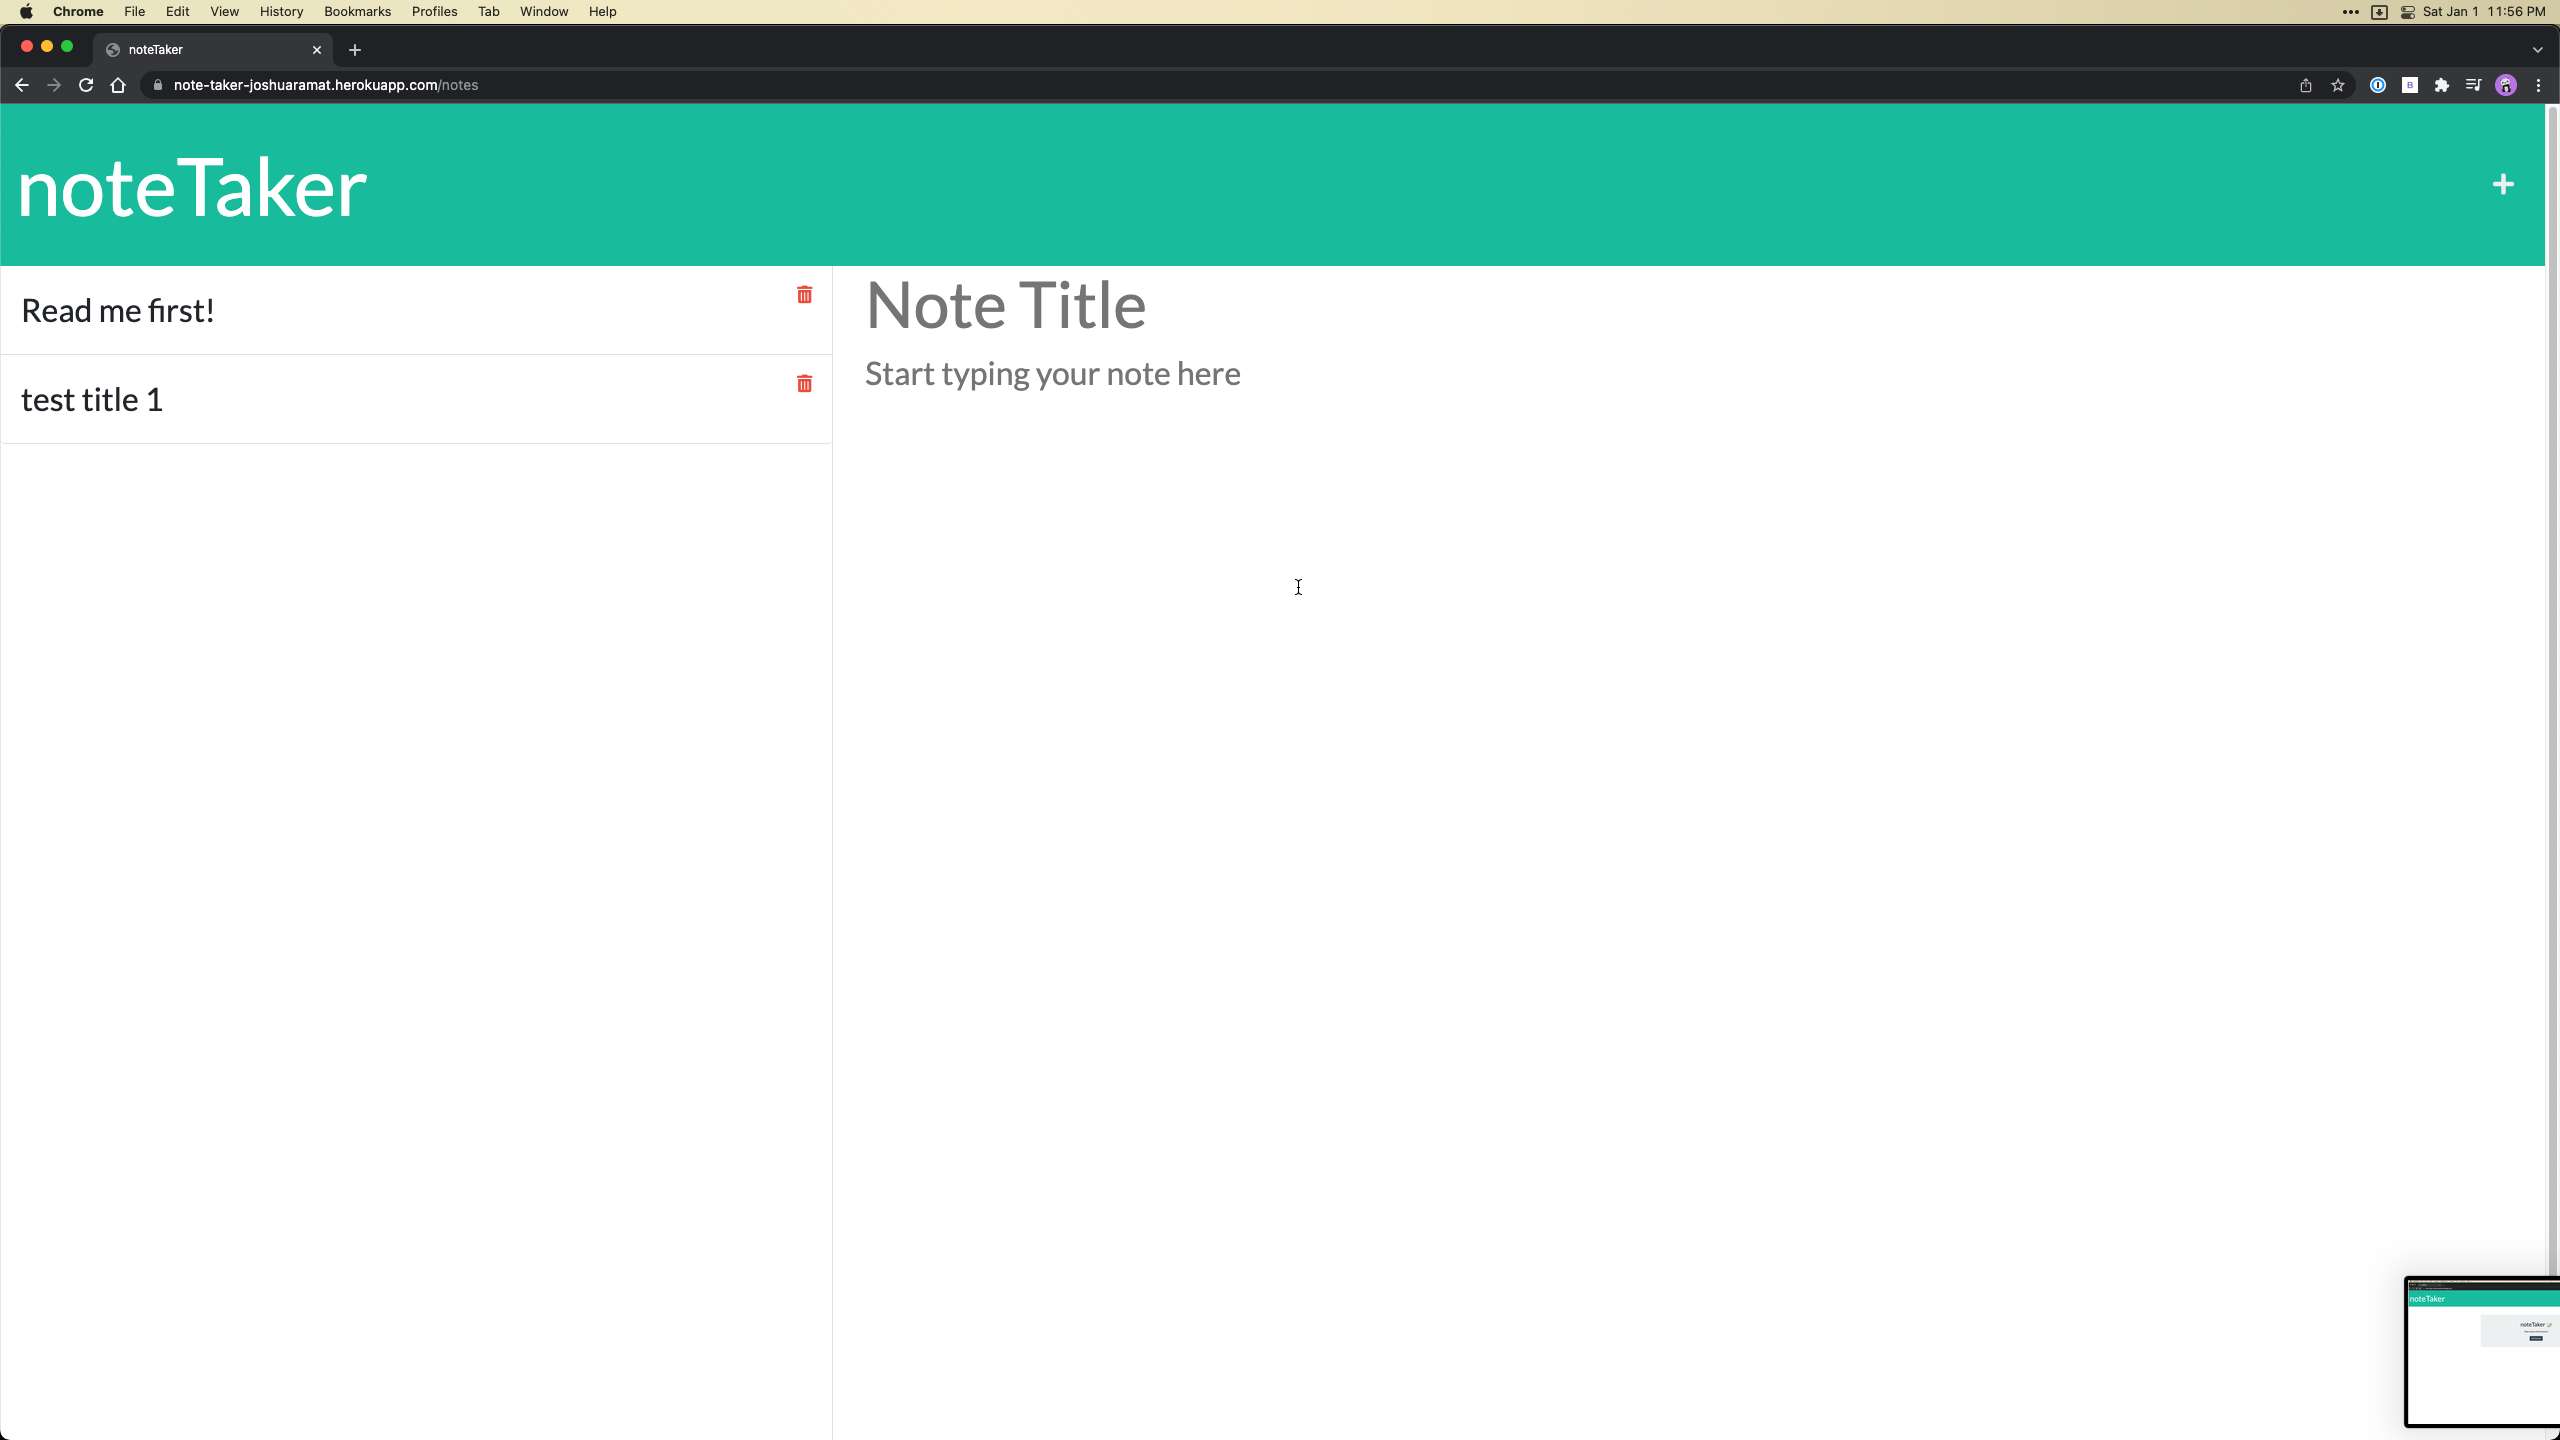 Chrome File Edit View History Bookmarks Profiles Tab Window Help Sat Jan 1 11:56 PM
noteTaker
note-taker-joshuaramat.herokuapp.com/notes
noteTaker
Read me first!
test title 1
Note Title
Start typing your note here
noteTaker
noteTaker